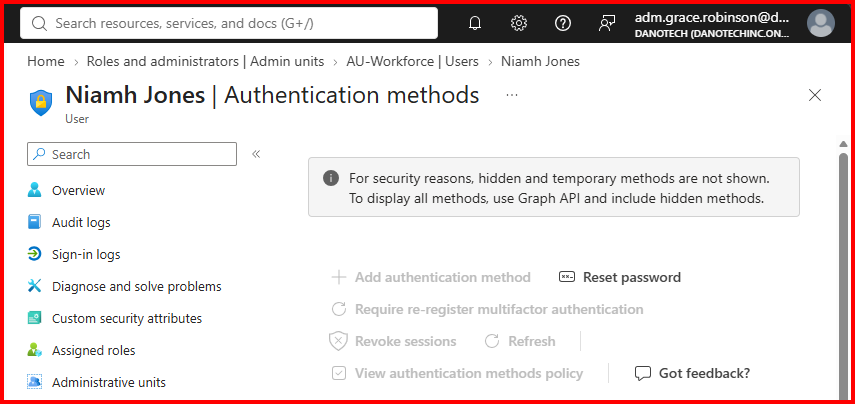 Search resources, services, and docs (G+/)
adm.grace.robinson@d...
DANOTECH (DANOTECHINC.ON...
Home > Roles and administrators | Admin units > AU-Workforce | Users > Niamh Jones
Niamh Jones | Authentication methods ...
User
Search
Overview
Audit logs
Sign-in logs
Diagnose and solve problems
Custom security attributes
Assigned roles
Administrative units
For security reasons, hidden and temporary methods are not shown.
To display all methods, use Graph API and include hidden methods.
Add authentication method Reset password
Require re-register multifactor authentication
Revoke sessions Refresh
View authentication methods policy Got feedback?